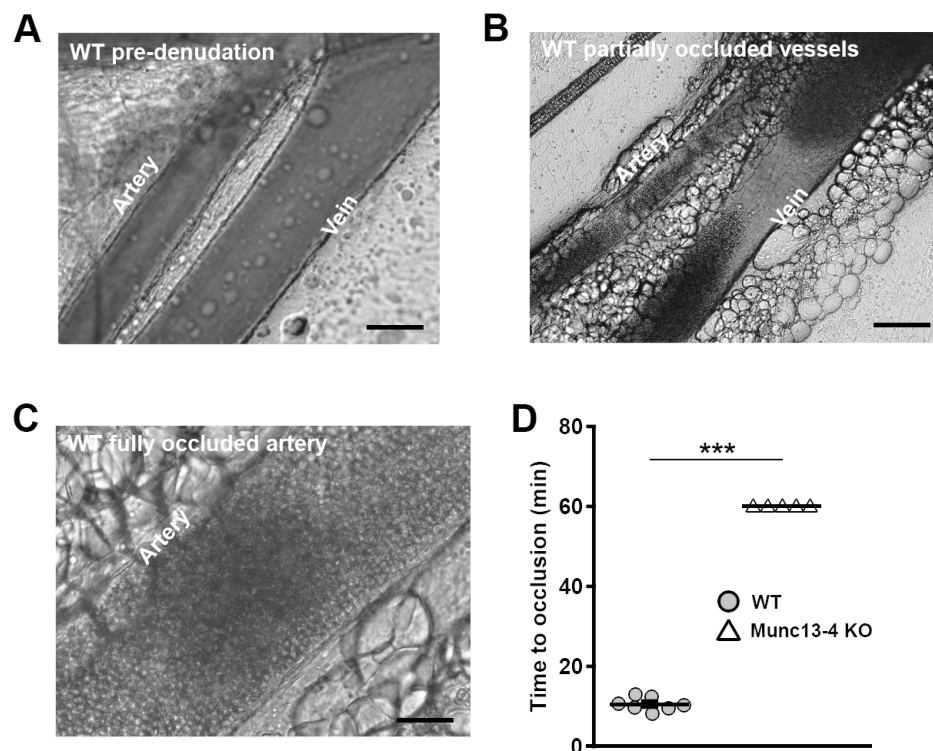 A
WT pre-denudation
Artery
Vein
B
WT partially occluded vessels
Artery
Vein
C
WT fully occluded artery
Artery
D
Time to occlusion (min)
80
60
40
20
0
***
WT
Munc13-4 KO